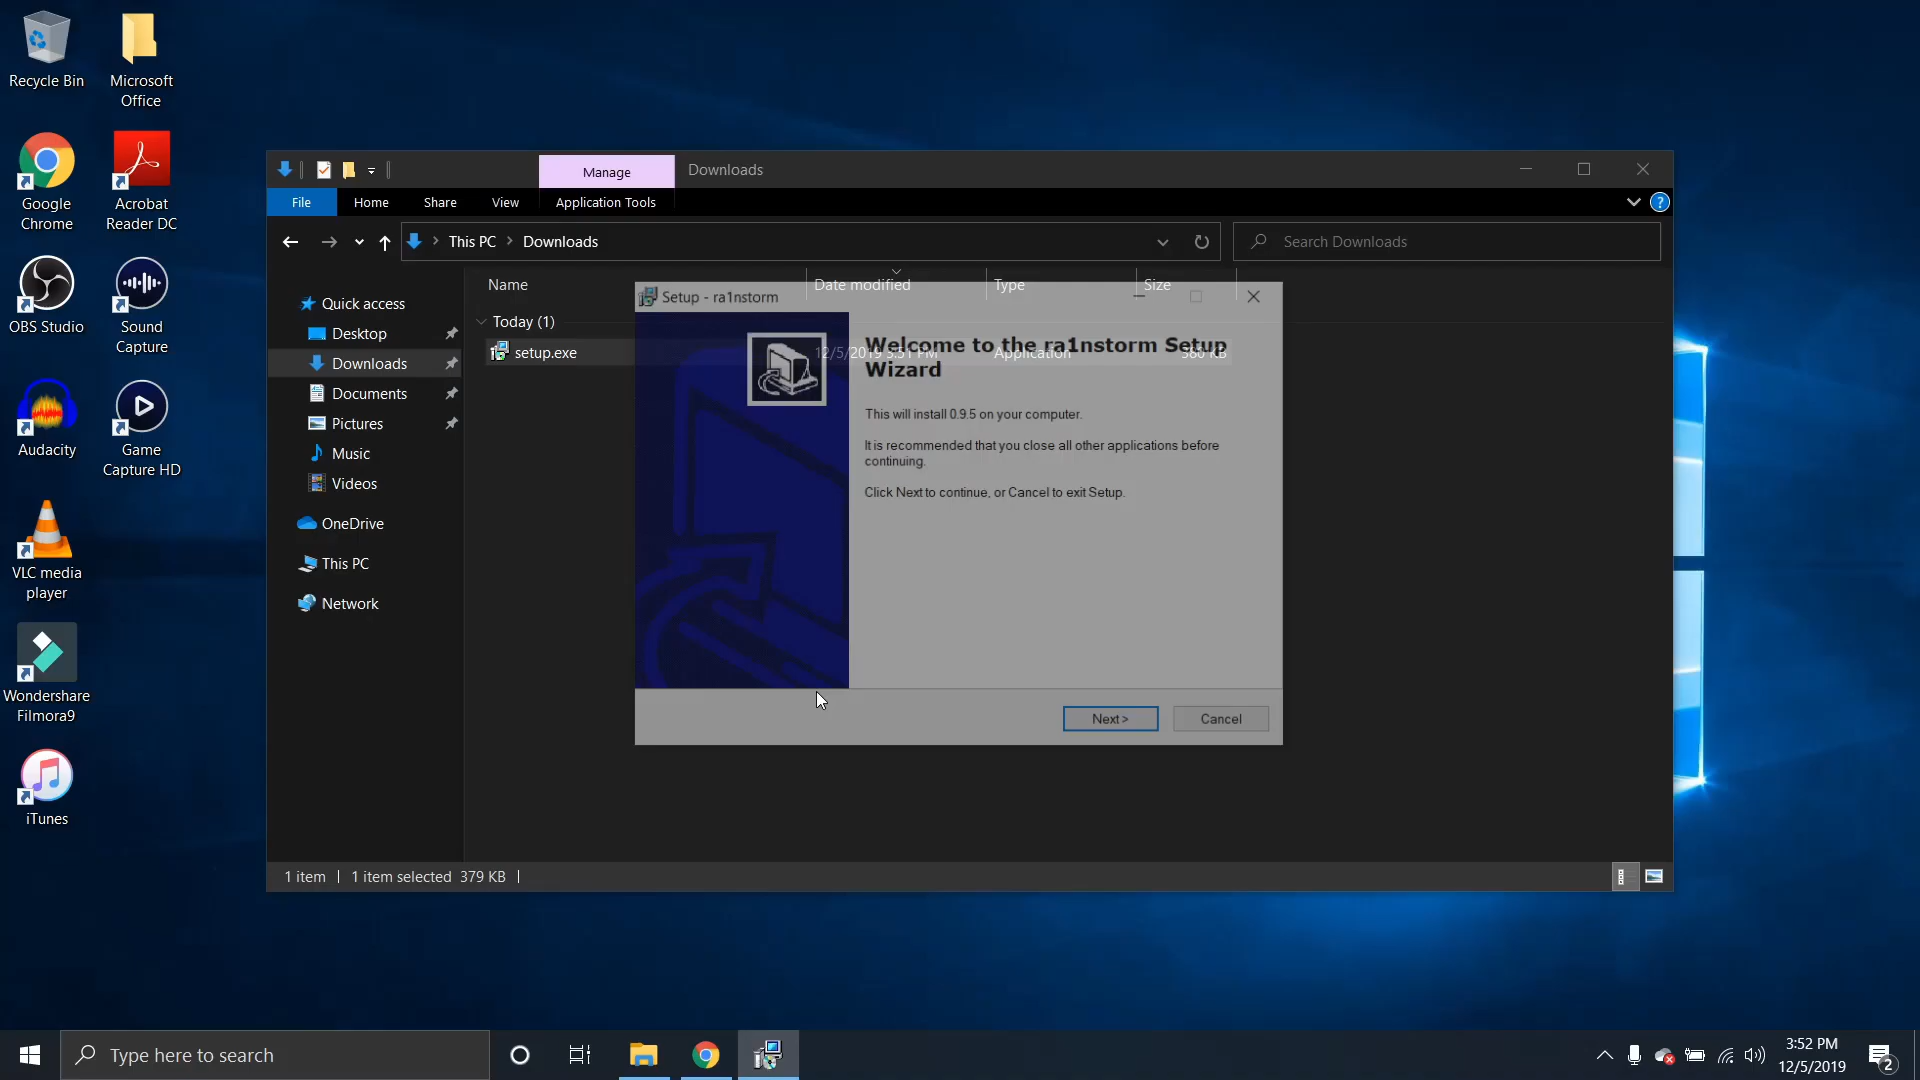 Recycle Bin
Microsoft
Office
Google
Chrome
Acrobat
Reader DC
OBS Studio
Sound
Capture
Audacity
Game
Capture HD
VLC media
player
Wondershare
Filmora9
iTunes
Manage
Downloads
File
Home
Share
View
Application Tools
?
This PC
Downloads
Search Downloads
Name
Date modified
Type
Size
Quick access
Desktop
Downloads
Documents
Pictures
Music
Videos
OneDrive
This PC
Network
Today (1)
setup.exe
12/5/2019 3:51 PM
Application
380 KB
Setup - ra1nstorm
Welcome to the ra1nstorm Setup
Wizard
This will install 0.9.5 on your computer.
It is recommended that you close all other applications before
continuing.
Click Next to continue, or Cancel to exit Setup.
Next >
Cancel
1 item
1 item selected 379 KB
Type here to search
3:52 PM
12/5/2019
2